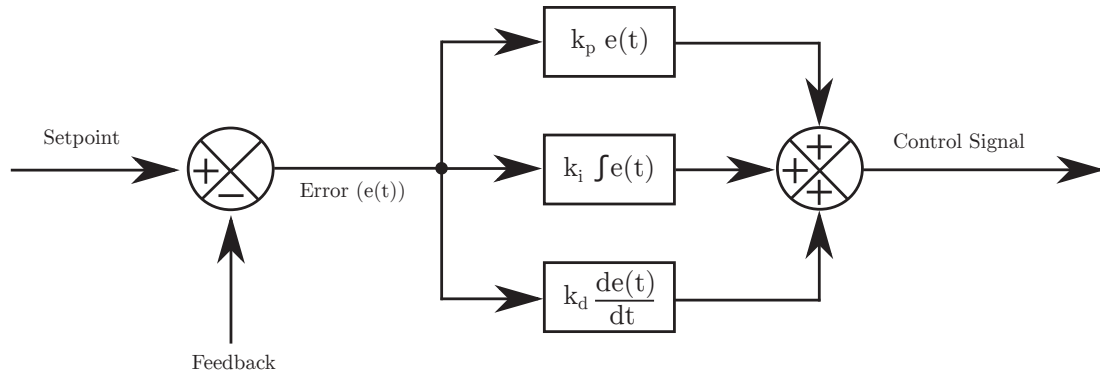 k_p e(t)
Setpoint
+
−
Error (e(t))
k_i ∫e(t)
+
+
+
Control Signal
k_d de(t)/dt
Feedback